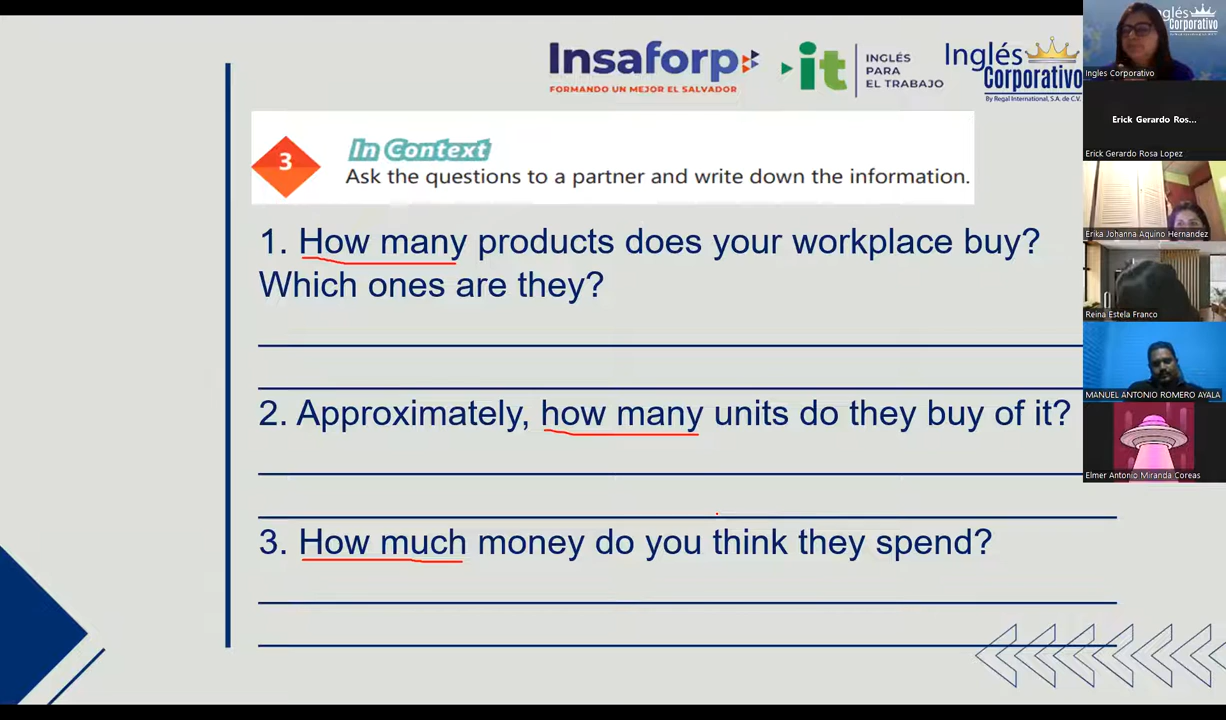 Insaforp
FORMANDO UN MEJOR EL SALVADOR
it
INGLÉS
PARA
EL TRABAJO
Inglés
Corporativo
By Regal International, S.A. de C.V.
3
In Context
Ask the questions to a partner and write down the information.
1. How many products does your workplace buy?
Which ones are they?
2. Approximately, how many units do they buy of it?
3. How much money do you think they spend?
Corporativo
Ingles Corporativo
Erick Gerardo Ros...
Erick Gerardo Rosa Lopez
Erika Johanna Aquino Hernandez
Reina Estela Franco
MANUEL ANTONIO ROMERO AYALA
Elmer Antonio Miranda Coreas